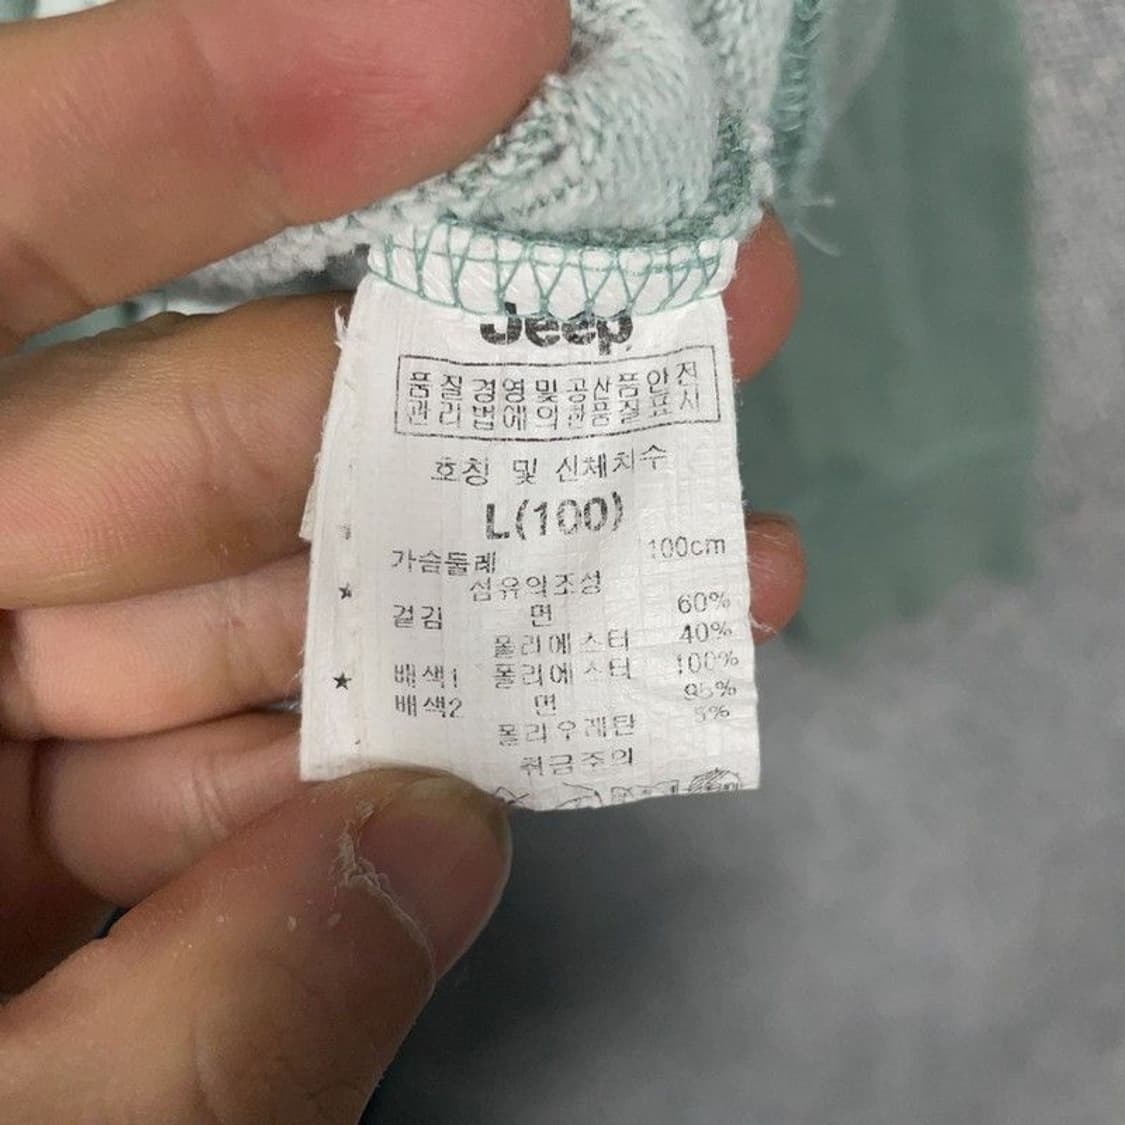 Jeep
품질경영및공산품안전
관리법에의한품질표시
호칭 및 신체치수
L(100)
가슴둘레 100cm
섬유의조성
겉감 면 60%
폴리에스터 40%
배색1 폴리에스터 100%
배색2 면 95%
폴리우레탄 5%
취급주의